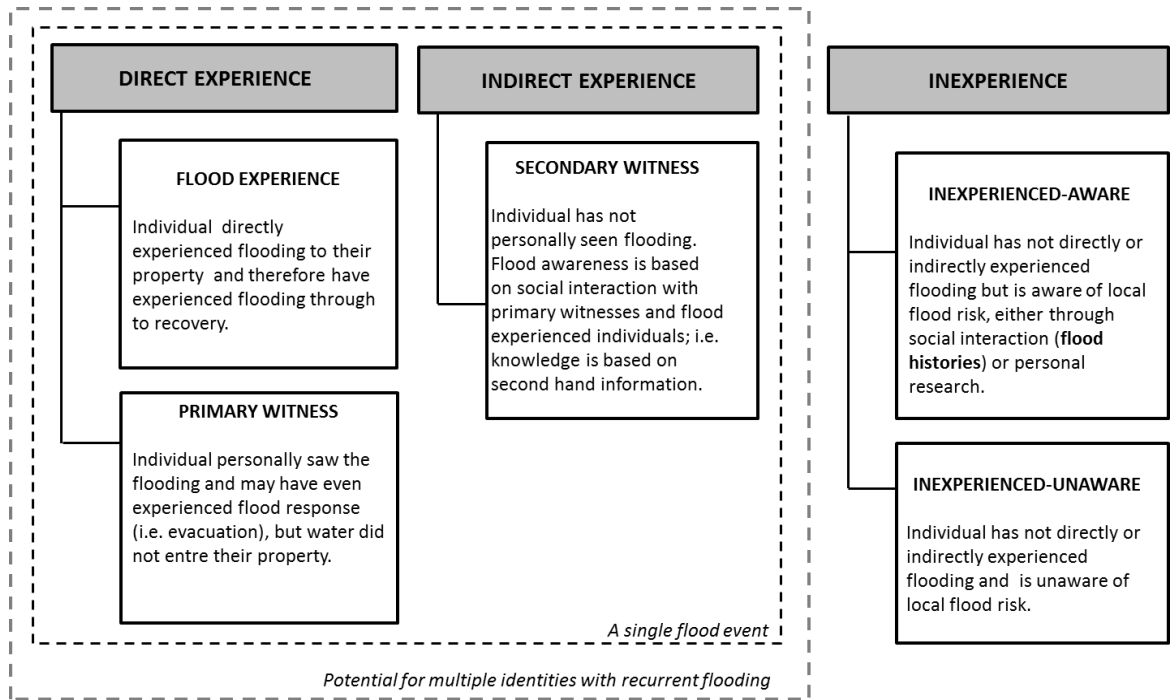 DIRECT EXPERIENCE
FLOOD EXPERIENCE
Individual directly
experienced flooding to their
property and therefore have
experienced flooding through
to recovery.
PRIMARY WITNESS
Individual personally saw the
flooding and may have even
experienced flood response
(i.e. evacuation), but water did
not entre their property.
INDIRECT EXPERIENCE
SECONDARY WITNESS
Individual has not
personally seen flooding.
Flood awareness is based
on social interaction with
primary witnesses and flood
experienced individuals; i.e.
knowledge is based on
second hand information.
A single flood event
Potential for multiple identities with recurrent flooding
INEXPERIENCE
INEXPERIENCED-AWARE
Individual has not directly or
indirectly experienced
flooding but is aware of local
flood risk, either through
social interaction (flood
histories) or personal
research.
INEXPERIENCED-UNAWARE
Individual has not directly or
indirectly experienced
flooding and is unaware of
local flood risk.